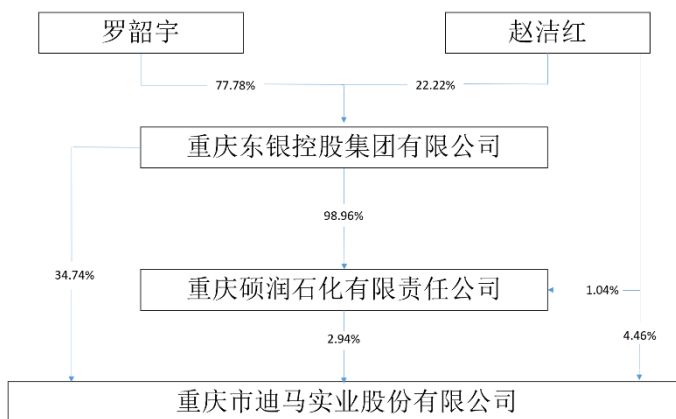 罗韶宇
赵洁红
77.78%
22.22%
重庆东银控股集团有限公司
98.96%
34.74%
重庆硕润石化有限责任公司
1.04%
2.94%
4.46%
重庆市迪马实业股份有限公司